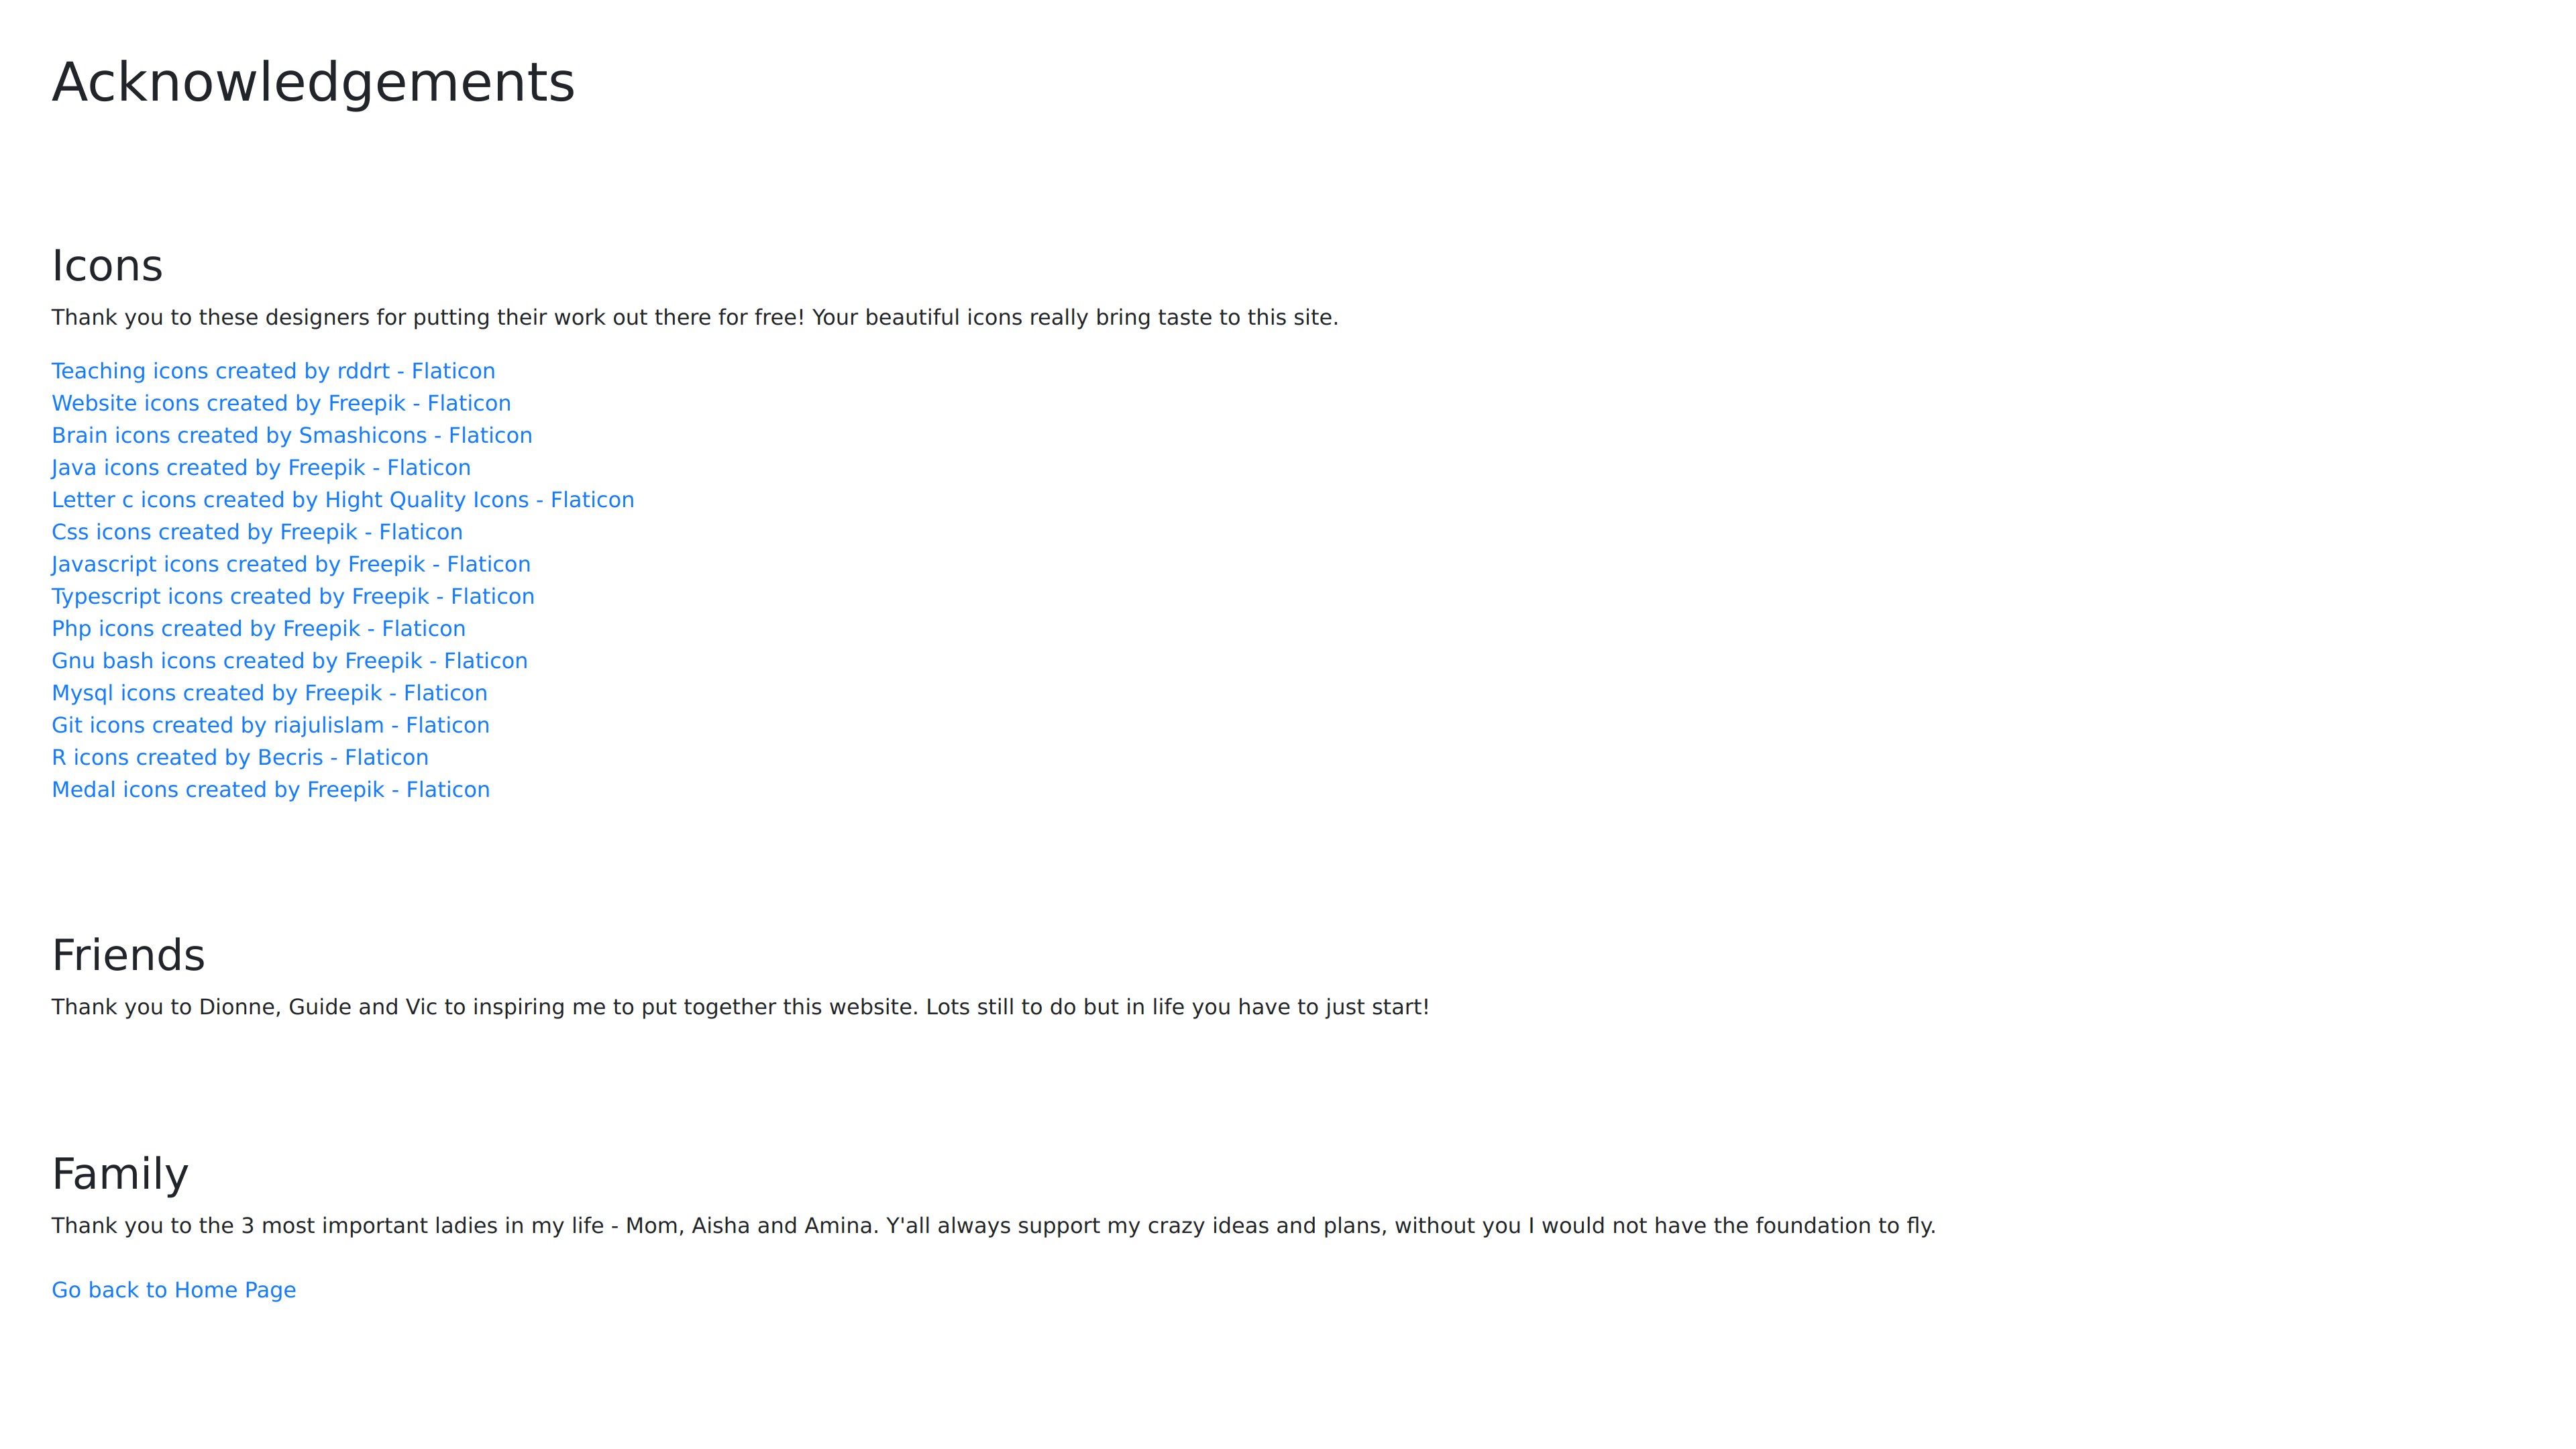 Acknowledgements
Icons
Thank you to these designers for putting their work out there for free! Your beautiful icons really bring taste to this site.
Teaching icons created by rddrt - Flaticon
Website icons created by Freepik - Flaticon
Brain icons created by Smashicons - Flaticon
Java icons created by Freepik - Flaticon
Letter c icons created by Hight Quality Icons - Flaticon
Css icons created by Freepik - Flaticon
Javascript icons created by Freepik - Flaticon
Typescript icons created by Freepik - Flaticon
Php icons created by Freepik - Flaticon
Gnu bash icons created by Freepik - Flaticon
Mysql icons created by Freepik - Flaticon
Git icons created by riajulislam - Flaticon
R icons created by Becris - Flaticon
Medal icons created by Freepik - Flaticon
Friends
Thank you to Dionne, Guide and Vic to inspiring me to put together this website. Lots still to do but in life you have to just start!
Family
Thank you to the 3 most important ladies in my life - Mom, Aisha and Amina. Y'all always support my crazy ideas and plans, without you I would not have the foundation to fly.
Go back to Home Page